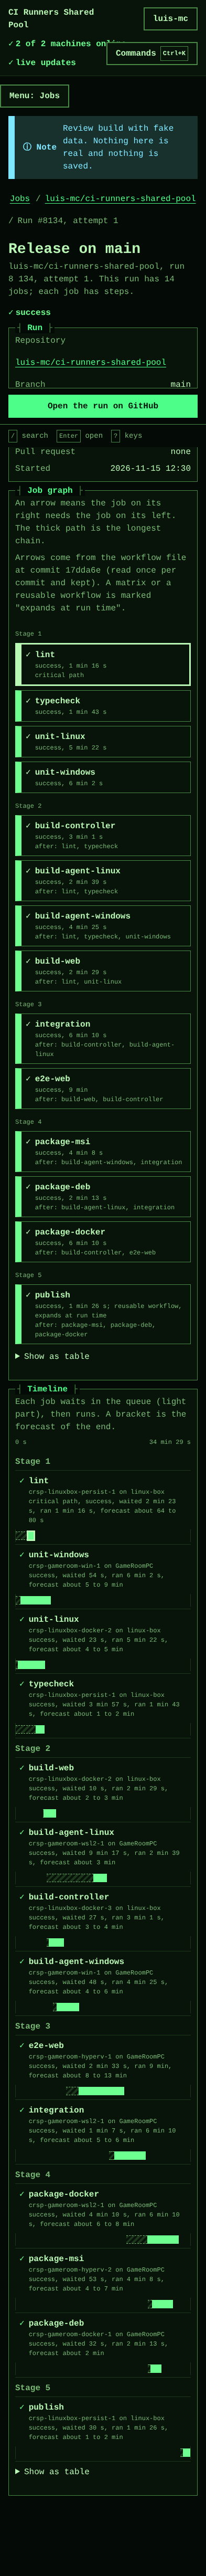 CI Runners Shared
Pool
luis-mc
✓ 2 of 2 machines online
Commands Ctrl+K
✓ live updates
Menu: Jobs
ⓘ Note
Review build with fake
data. Nothing here is
real and nothing is
saved.
Jobs / luis-mc/ci-runners-shared-pool
/ Run #8134, attempt 1
Release on main
luis-mc/ci-runners-shared-pool, run
8 134, attempt 1. This run has 14
jobs; each job has steps.
✓ success
Run
Repository
luis-mc/ci-runners-shared-pool
Branch main
Open the run on GitHub
/ search Enter open ? keys
Pull request none
Started 2026-11-15 12:30
Job graph
An arrow means the job on its
right needs the job on its left.
The thick path is the longest
chain.
Arrows come from the workflow file
at commit 17dda6e (read once per
commit and kept). A matrix or a
reusable workflow is marked
"expands at run time".
Stage 1
✓ lint
success, 1 min 16 s
critical path
✓ typecheck
success, 1 min 43 s
✓ unit-linux
success, 5 min 22 s
✓ unit-windows
success, 6 min 2 s
Stage 2
✓ build-controller
success, 3 min 1 s
after: lint, typecheck
✓ build-agent-linux
success, 2 min 39 s
after: lint, typecheck
✓ build-agent-windows
success, 4 min 25 s
after: lint, typecheck, unit-windows
✓ build-web
success, 2 min 29 s
after: lint, unit-linux
Stage 3
✓ integration
success, 6 min 10 s
after: build-controller, build-agent-
linux
✓ e2e-web
success, 9 min
after: build-web, build-controller
Stage 4
✓ package-msi
success, 4 min 8 s
after: build-agent-windows, integration
✓ package-deb
success, 2 min 13 s
after: build-agent-linux, integration
✓ package-docker
success, 6 min 10 s
after: build-controller, e2e-web
Stage 5
✓ publish
success, 1 min 26 s; reusable workflow,
expands at run time
after: package-msi, package-deb,
package-docker
▶ Show as table
Timeline
Each job waits in the queue (light
part), then runs. A bracket is the
forecast of the end.
0 s 34 min 29 s
Stage 1
✓ lint
crsp-linuxbox-persist-1 on linux-box
critical path, success, waited 2 min 23
s, ran 1 min 16 s, forecast about 64 to
80 s
✓ unit-windows
crsp-gameroom-win-1 on GameRoomPC
success, waited 54 s, ran 6 min 2 s,
forecast about 5 to 9 min
✓ unit-linux
crsp-linuxbox-docker-2 on linux-box
success, waited 23 s, ran 5 min 22 s,
forecast about 4 to 5 min
✓ typecheck
crsp-linuxbox-persist-1 on linux-box
success, waited 3 min 57 s, ran 1 min 43
s, forecast about 1 to 2 min
Stage 2
✓ build-web
crsp-linuxbox-docker-2 on linux-box
success, waited 10 s, ran 2 min 29 s,
forecast about 2 to 3 min
✓ build-agent-linux
crsp-gameroom-wsl2-1 on GameRoomPC
success, waited 9 min 17 s, ran 2 min 39
s, forecast about 3 min
✓ build-controller
crsp-linuxbox-docker-3 on linux-box
success, waited 27 s, ran 3 min 1 s,
forecast about 3 to 4 min
✓ build-agent-windows
crsp-gameroom-win-1 on GameRoomPC
success, waited 48 s, ran 4 min 25 s,
forecast about 4 to 6 min
Stage 3
✓ e2e-web
crsp-gameroom-hyperv-1 on GameRoomPC
success, waited 2 min 33 s, ran 9 min,
forecast about 8 to 13 min
✓ integration
crsp-gameroom-wsl2-1 on GameRoomPC
success, waited 1 min 7 s, ran 6 min 10
s, forecast about 5 to 6 min
Stage 4
✓ package-docker
crsp-gameroom-wsl2-1 on GameRoomPC
success, waited 4 min 10 s, ran 6 min 10
s, forecast about 6 to 8 min
✓ package-msi
crsp-gameroom-hyperv-2 on GameRoomPC
success, waited 53 s, ran 4 min 8 s,
forecast about 4 to 7 min
✓ package-deb
crsp-gameroom-docker-1 on GameRoomPC
success, waited 32 s, ran 2 min 13 s,
forecast about 2 min
Stage 5
✓ publish
crsp-linuxbox-persist-1 on linux-box
success, waited 30 s, ran 1 min 26 s,
forecast about 1 to 2 min
▶ Show as table